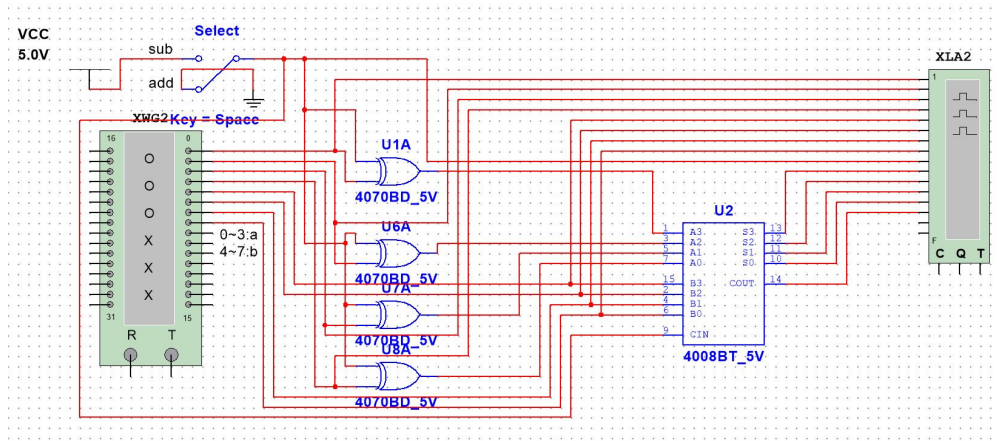 VCC
5.0V
Select
sub
add
XWG2
Key = Space
16
0
O
O
O
X
X
X
31
15
R
T
0~3:a
4~7:b
U1A
4070BD_5V
U6A
4070BD_5V
U7A
4070BD_5V
U8A
4070BD_5V
U2
1
A3
S3
13
3
A2
S2
12
5
A1
S1
11
7
A0
S0
10
15
B3
COUT
14
2
B2
4
B1
6
B0
9
CIN
4008BT_5V
XLA2
1
F
C Q T